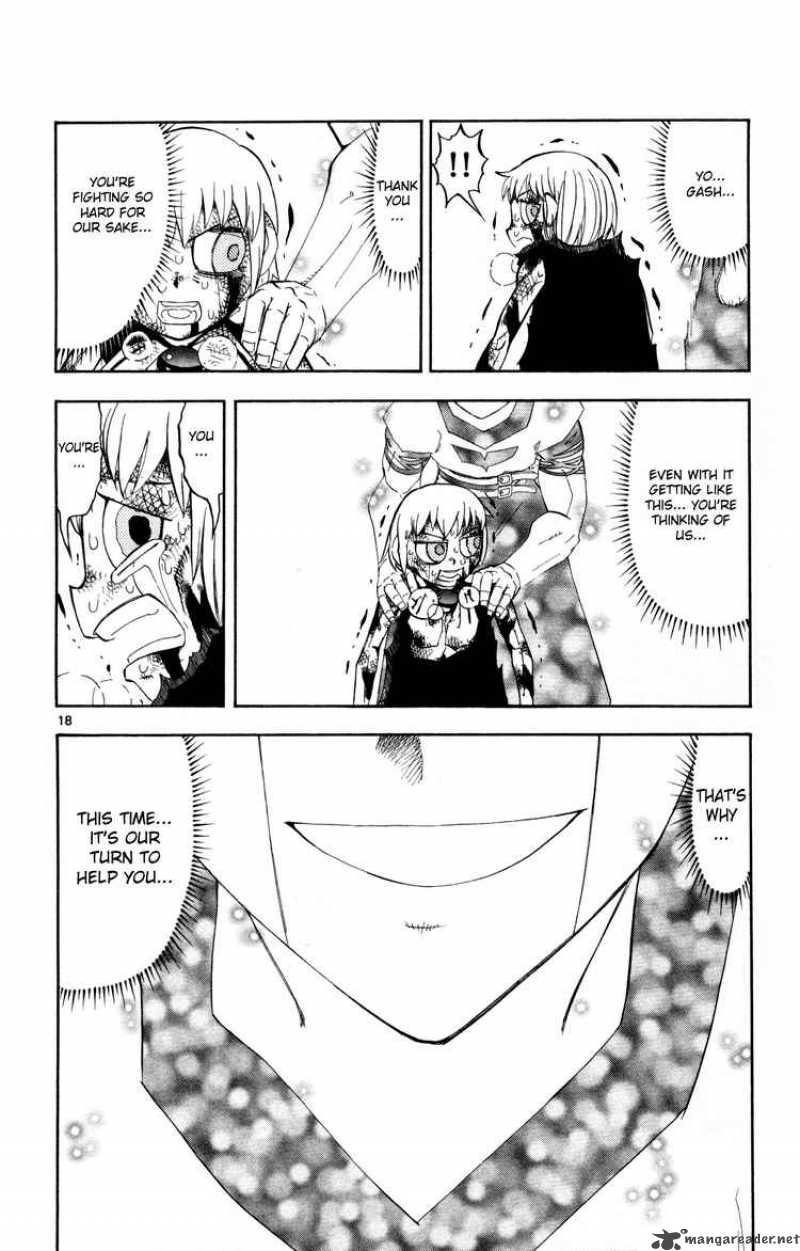 YO...
GASH...
!!
THANK
YOU
...
YOU'RE
FIGHTING SO
HARD FOR
OUR SAKE...
EVEN WITH IT
GETTING LIKE
THIS... YOU'RE
THINKING OF
US...
YOU
...
YOU'RE
...
18
THAT'S
WHY
...
THIS TIME...
IT'S OUR
TURN TO
HELP YOU...
mangareader.net